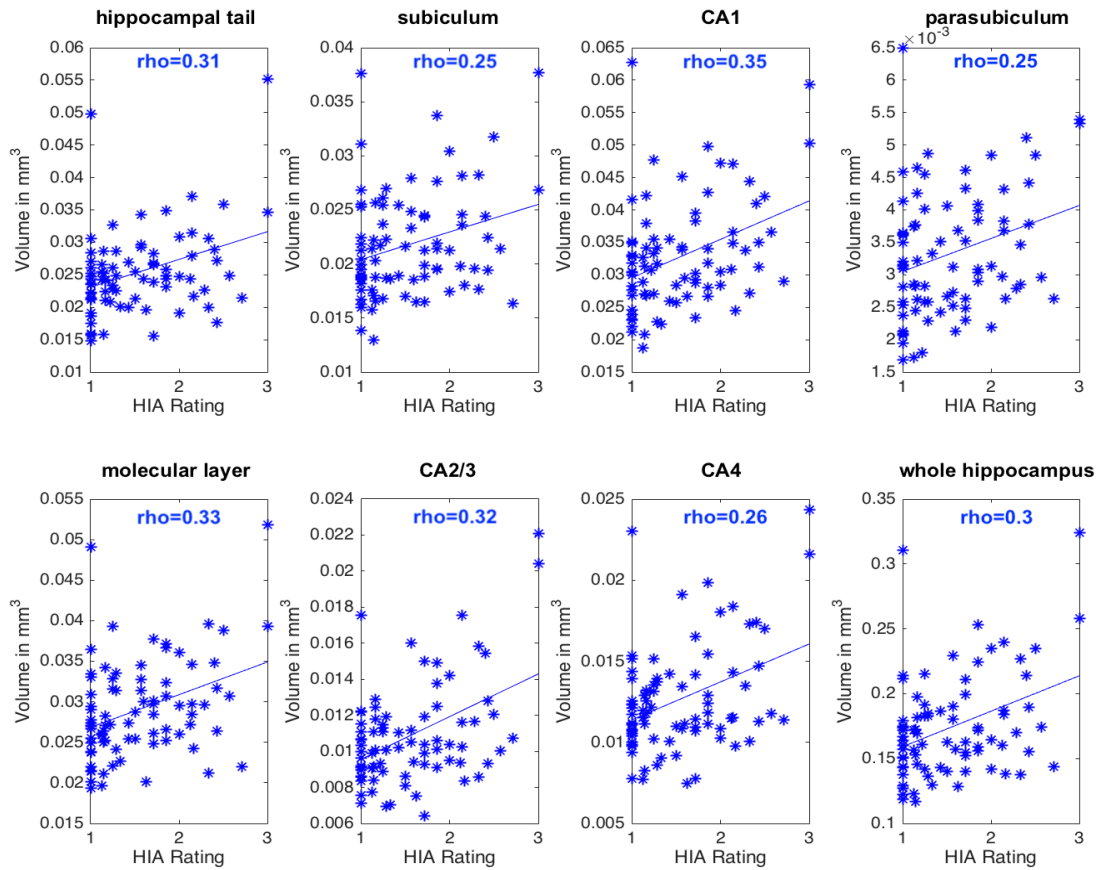 hippocampal tail
rho=0.31
0.06
0.055
0.05
0.045
0.04
0.035
0.03
0.025
0.02
0.015
0.01
Volume in mm³
1 2 3
HIA Rating
subiculum
rho=0.25
0.04
0.035
0.03
0.025
0.02
0.015
0.01
Volume in mm³
1 2 3
HIA Rating
CA1
rho=0.35
0.065
0.06
0.055
0.05
0.045
0.04
0.035
0.03
0.025
0.02
0.015
Volume in mm³
1 2 3
HIA Rating
parasubiculum
×10⁻³
rho=0.25
6.5
6
5.5
5
4.5
4
3.5
3
2.5
2
1.5
Volume in mm³
1 2 3
HIA Rating
molecular layer
rho=0.33
0.055
0.05
0.045
0.04
0.035
0.03
0.025
0.02
0.015
Volume in mm³
1 2 3
HIA Rating
CA2/3
rho=0.32
0.024
0.022
0.02
0.018
0.016
0.014
0.012
0.01
0.008
0.006
Volume in mm³
1 2 3
HIA Rating
CA4
rho=0.26
0.025
0.02
0.015
0.01
0.005
Volume in mm³
1 2 3
HIA Rating
whole hippocampus
rho=0.3
0.35
0.3
0.25
0.2
0.15
0.1
Volume in mm³
1 2 3
HIA Rating